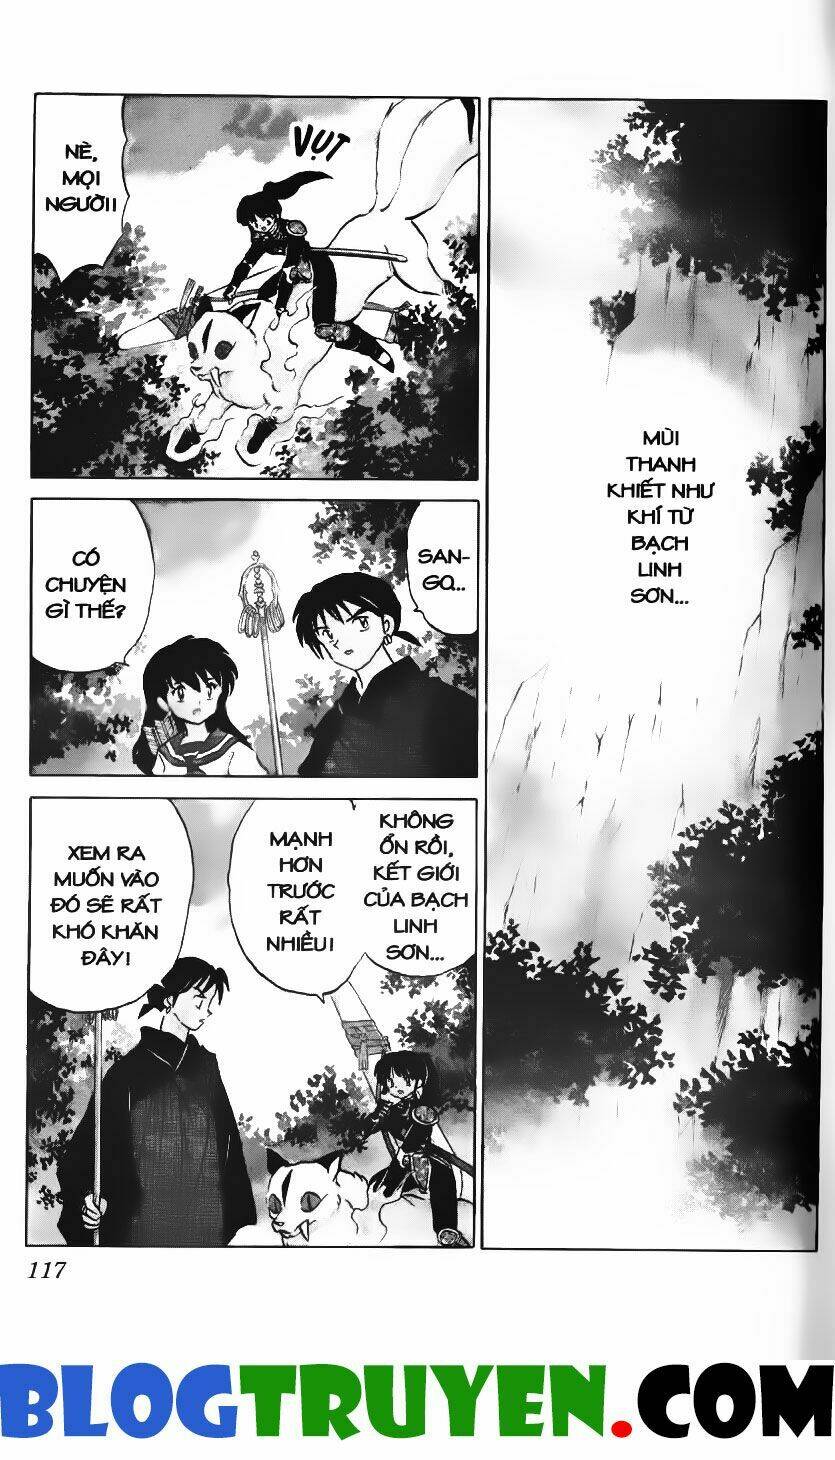 MÙI
THANH
KHIẾT NHƯ
KHÍ TỪ
BẠCH
LINH
SƠN...
VỤT
NÈ,
MỌI
NGƯỜI!
SAN-
GO...
CÓ
CHUYỆN
GÌ THẾ?
KHÔNG
ỔN RỒI,
KẾT GIỚI
CỦA BẠCH
LINH
SƠN...
MẠNH
HƠN
TRƯỚC
RẤT
NHIỀU!
XEM RA
MUỐN VÀO
ĐÓ SẼ RẤT
KHÓ KHĂN
ĐÂY!
117
BLOGTRUYEN.COM